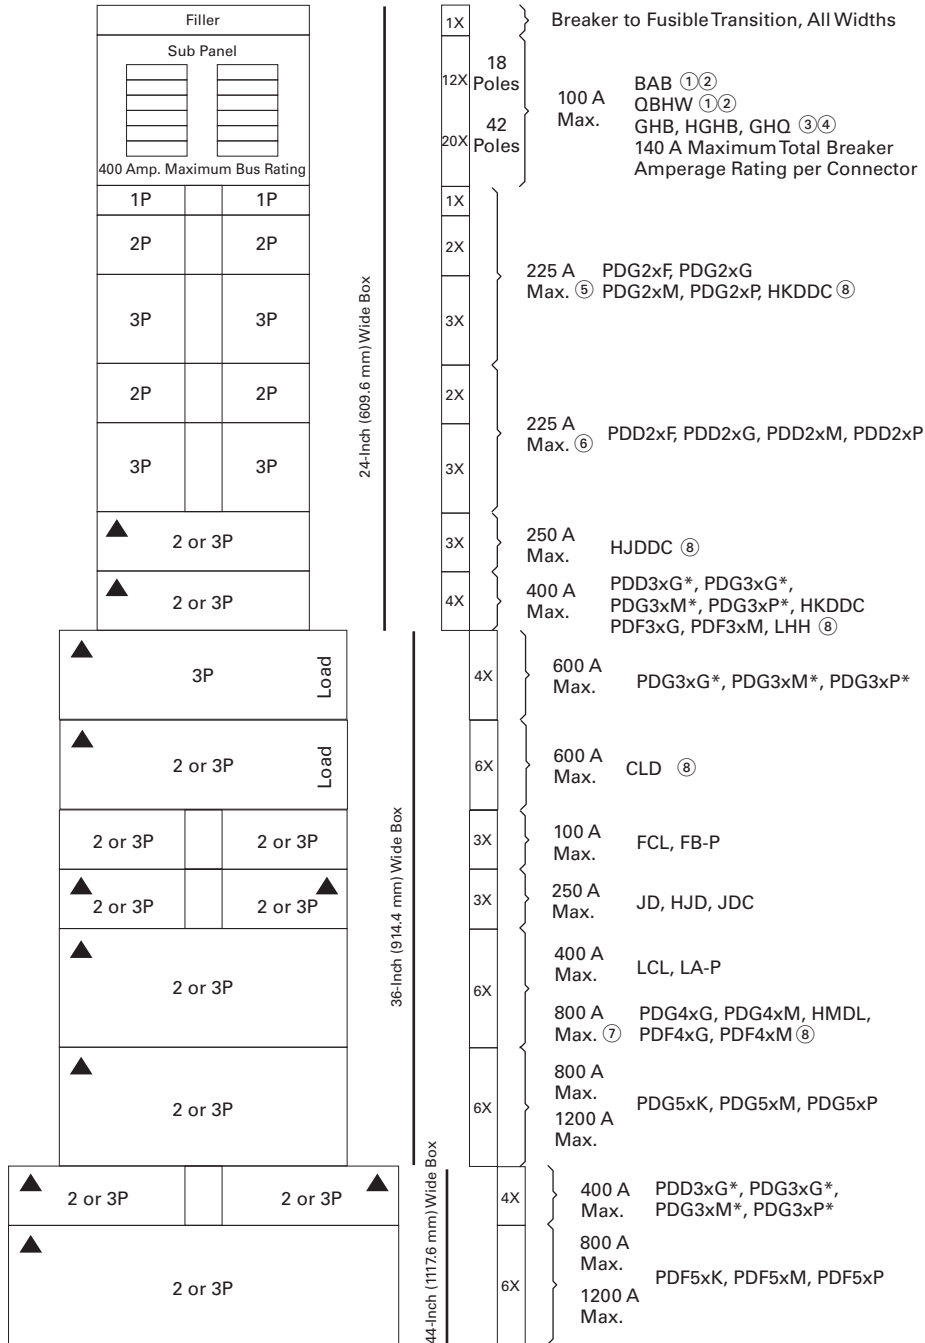 Filler
1X
Breaker to Fusible Transition, All Widths
Sub Panel
400 Amp. Maximum Bus Rating
12X
18
Poles
20X
42
Poles
100 A
Max.
BAB ①②
QBHW ①②
GHB, HGHB, GHQ ③④
140 A Maximum Total Breaker
Amperage Rating per Connector
1P 1P
1X
2P 2P
2X
3P 3P
3X
225 A
Max. ⑤
PDG2xF, PDG2xG
PDG2xM, PDG2xP, HKDDC ⑧
24-Inch (609.6 mm) Wide Box
2P 2P
2X
3P 3P
3X
225 A
Max. ⑥
PDD2xF, PDD2xG, PDD2xM, PDD2xP
2 or 3P
3X
250 A
Max.
HJDDC ⑧
2 or 3P
4X
400 A
Max.
PDD3xG*, PDG3xG*,
PDG3xM*, PDG3xP*, HKDDC
PDF3xG, PDF3xM, LHH ⑧
3P
Load
4X
600 A
Max.
PDG3xG*, PDG3xM*, PDG3xP*
2 or 3P
Load
6X
600 A
Max.
CLD ⑧
36-Inch (914.4 mm) Wide Box
2 or 3P 2 or 3P
3X
100 A
Max.
FCL, FB-P
2 or 3P 2 or 3P
3X
250 A
Max.
JD, HJD, JDC
2 or 3P
6X
400 A
Max.
LCL, LA-P
800 A
Max. ⑦
PDG4xG, PDG4xM, HMDL,
PDF4xG, PDF4xM ⑧
2 or 3P
6X
800 A
Max.
1200 A
Max.
PDG5xK, PDG5xM, PDG5xP
44-Inch (1117.6 mm) Wide Box
2 or 3P 2 or 3P
4X
400 A
Max.
PDD3xG*, PDG3xG*,
PDG3xM*, PDG3xP*
2 or 3P
6X
800 A
Max.
1200 A
Max.
PDF5xK, PDF5xM, PDF5xP